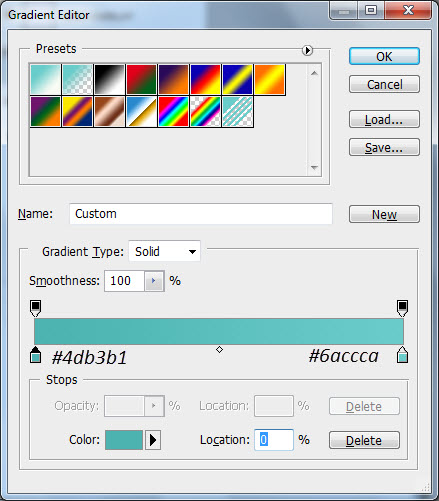 Gradient Editor
Presets
OK
Cancel
Load...
Save...
Name: Custom
New
Gradient Type: Solid
Smoothness: 100 %
#4db3b1 #6accca
Stops
Opacity: % Location: % Delete
Color: Location: 0 % Delete